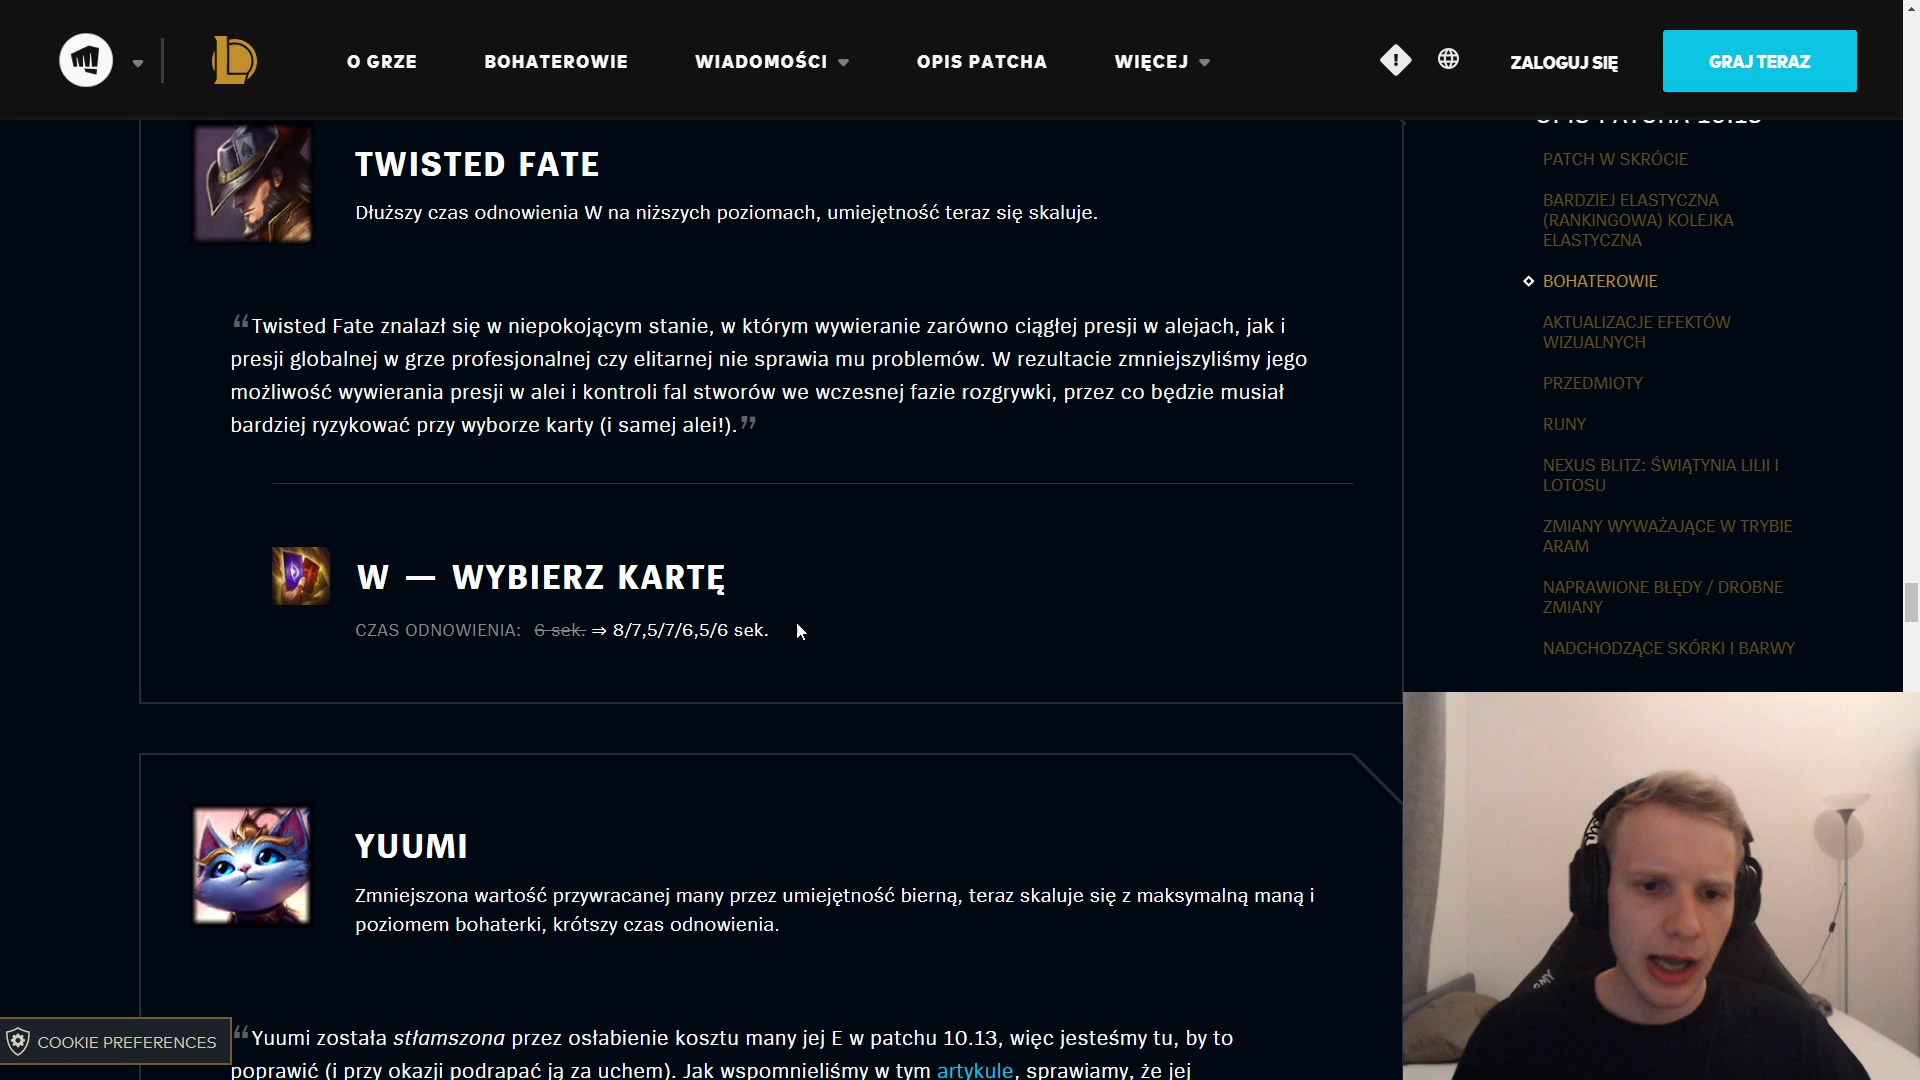 O GRZE
BOHATEROWIE
WIADOMOŚCI
OPIS PATCHA
WIĘCEJ
ZALOGUJ SIĘ
GRAJ TERAZ
TWISTED FATE
Dłuższy czas odnowienia W na niższych poziomach, umiejętność teraz się skaluje.
“Twisted Fate znalazł się w niepokojącym stanie, w którym wywieranie zarówno ciągłej presji w alejach, jak i
presji globalnej w grze profesjonalnej czy elitarnej nie sprawia mu problemów. W rezultacie zmniejszyliśmy jego
możliwość wywierania presji w alei i kontroli fal stworów we wczesnej fazie rozgrywki, przez co będzie musiał
bardziej ryzykować przy wyborze karty (i samej alei!).”
W — WYBIERZ KARTĘ
CZAS ODNOWIENIA: 6 sek. ⇒ 8/7,5/7/6,5/6 sek.
YUUMI
Zmniejszona wartość przywracanej many przez umiejętność bierną, teraz skaluje się z maksymalną maną i
poziomem bohaterki, krótszy czas odnowienia.
“Yuumi została stłamszona przez osłabienie kosztu many jej E w patchu 10.13, więc jesteśmy tu, by to
poprawić (i przy okazji podrapać ją za uchem). Jak wspomnieliśmy w tym artykule, sprawiamy, że jej
COOKIE PREFERENCES
PATCH W SKRÓCIE
BARDZIEJ ELASTYCZNA
(RANKINGOWA) KOLEJKA
ELASTYCZNA
BOHATEROWIE
AKTUALIZACJE EFEKTÓW
WIZUALNYCH
PRZEDMIOTY
RUNY
NEXUS BLITZ: ŚWIĄTYNIA LILII I
LOTOSU
ZMIANY WYWAŻAJĄCE W TRYBIE
ARAM
NAPRAWIONE BŁĘDY / DROBNE
ZMIANY
NADCHODZĄCE SKÓRKI I BARWY